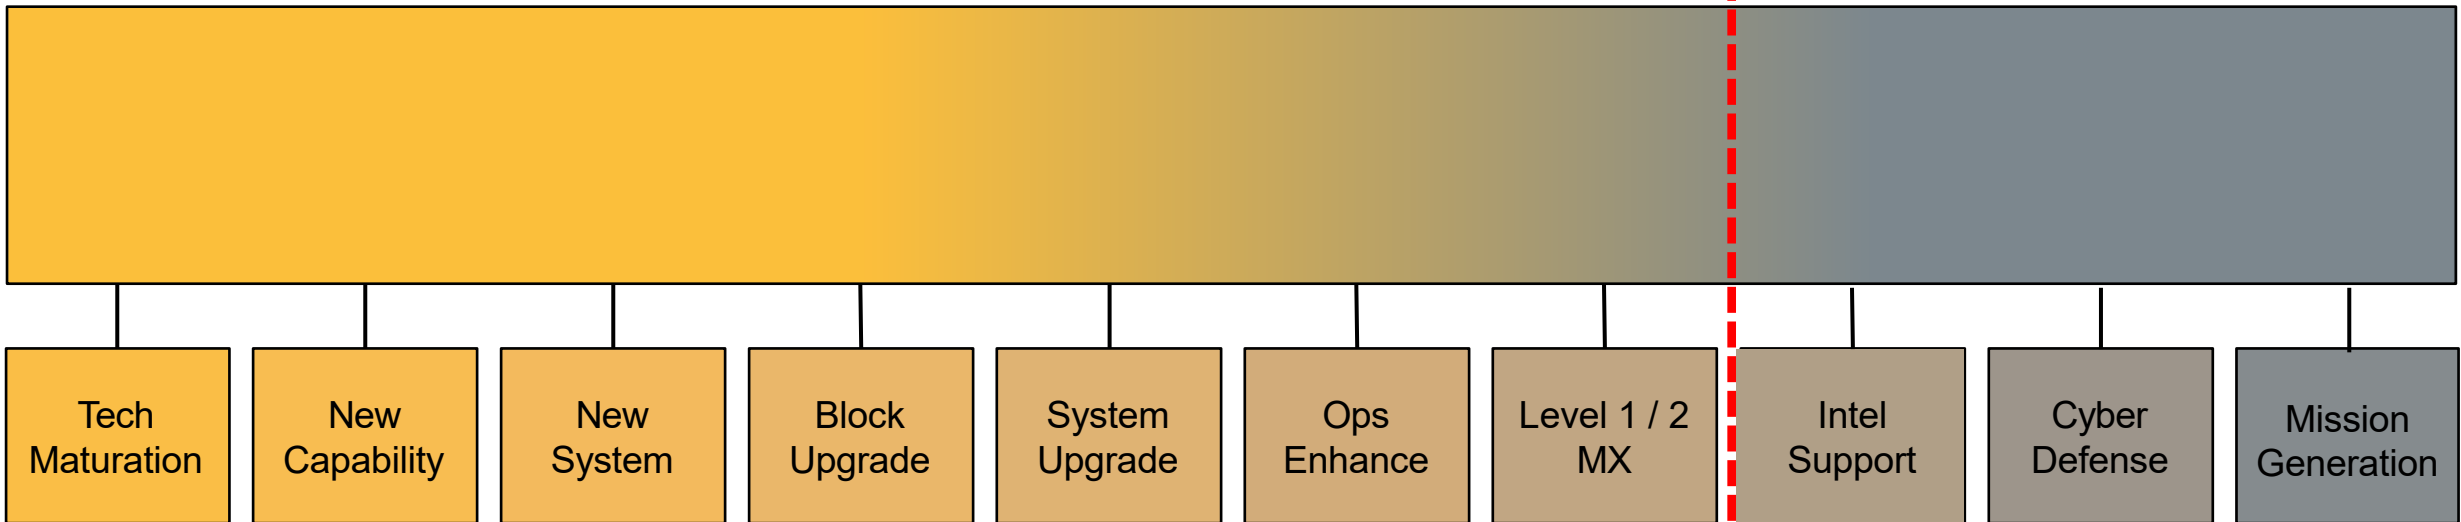 Tech
Maturation
New
Capability
New
System
Block
Upgrade
System
Upgrade
Ops
Enhance
Level 1 / 2
MX
Intel
Support
Cyber
Defense
Mission
Generation